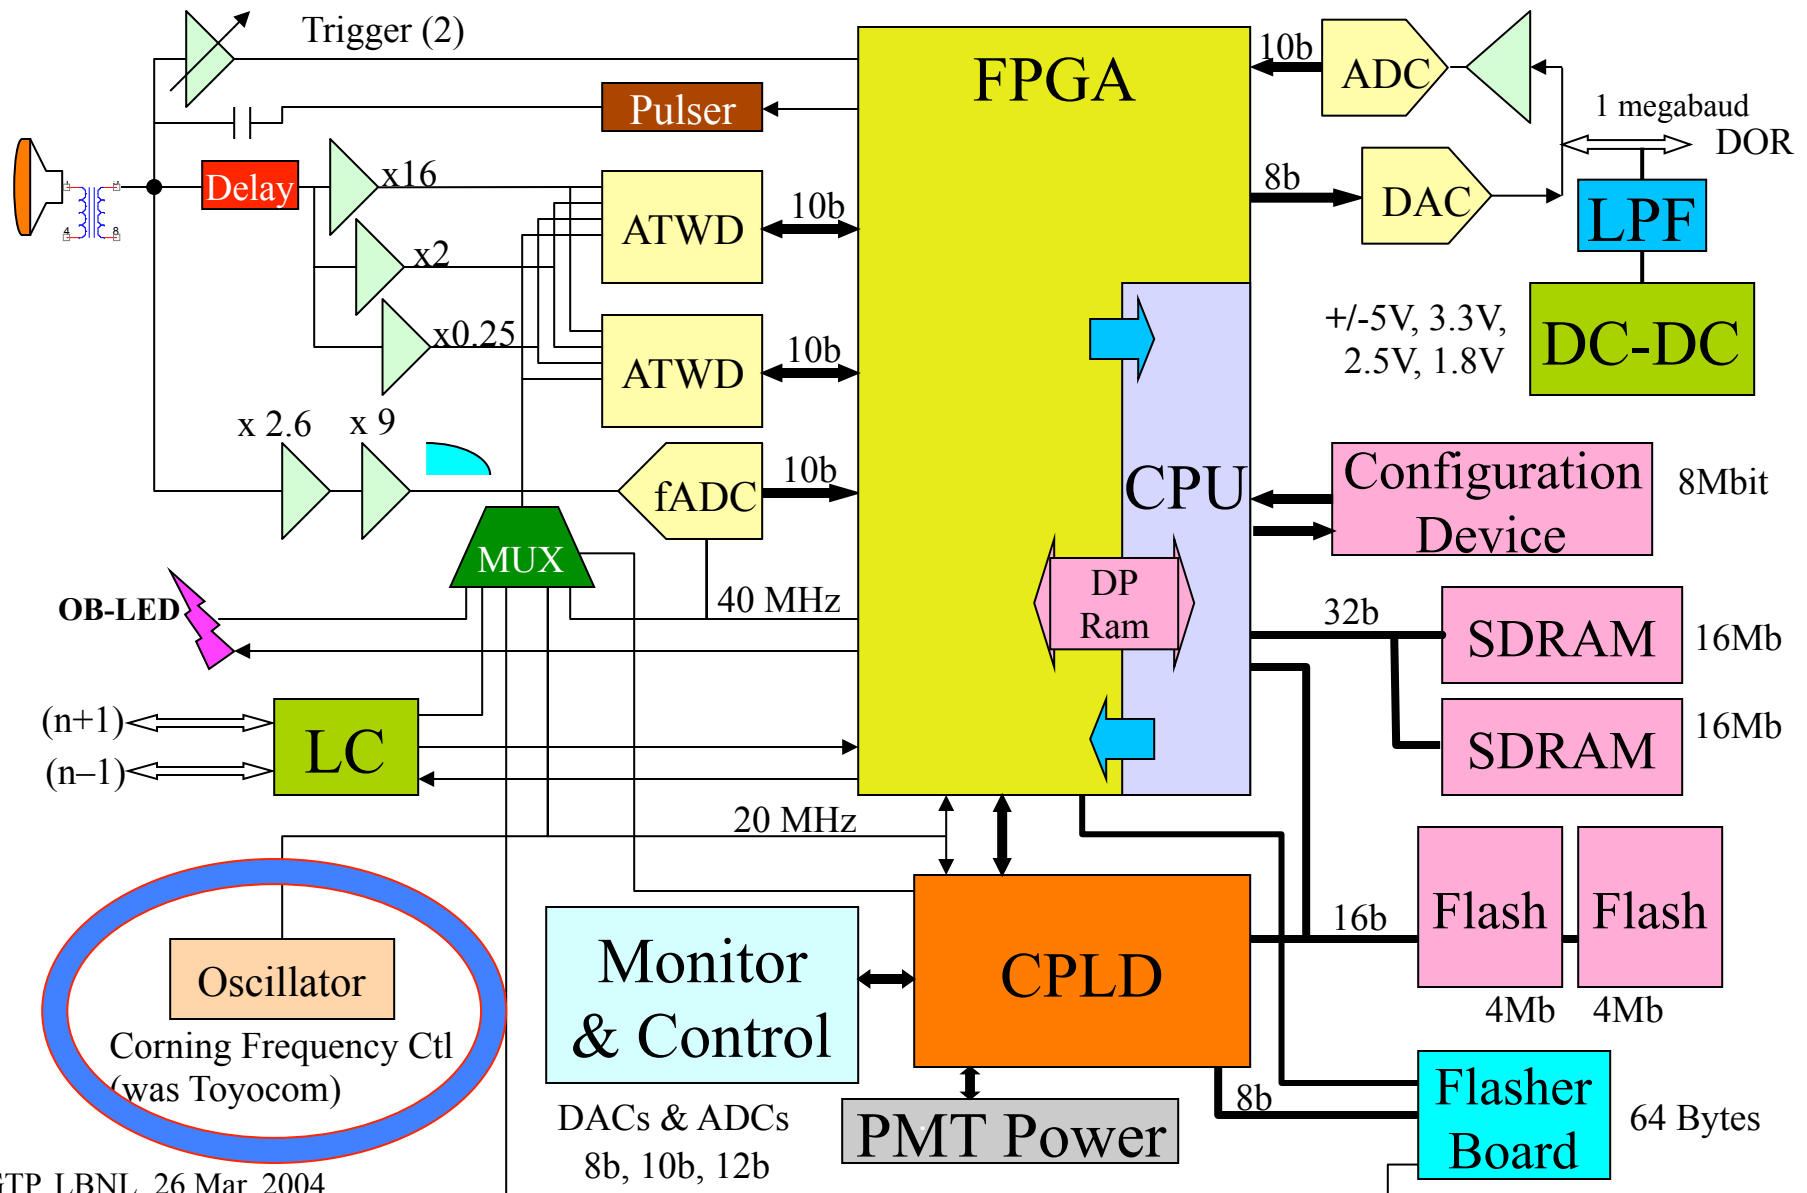 Trigger (2)
FPGA
10b
ADC
1 megabaud
DOR
Pulser
Delay
x16
ATWD
10b
8b
DAC
LPF
x2
x0.25
ATWD
10b
+/-5V, 3.3V,
2.5V, 1.8V
DC-DC
4
8
x 2.6
x 9
fADC
10b
CPU
Configuration
Device
8Mbit
MUX
OB-LED
40 MHz
DP
Ram
32b
SDRAM
16Mb
SDRAM
16Mb
(n+1)
(n–1)
LC
20 MHz
Oscillator
Corning Frequency Ctl
(was Toyocom)
Monitor
& Control
DACs & ADCs
8b, 10b, 12b
CPLD
16b
Flash
Flash
4Mb
4Mb
PMT Power
8b
Flasher
Board
64 Bytes
GTP LBNL 26 Mar 2004